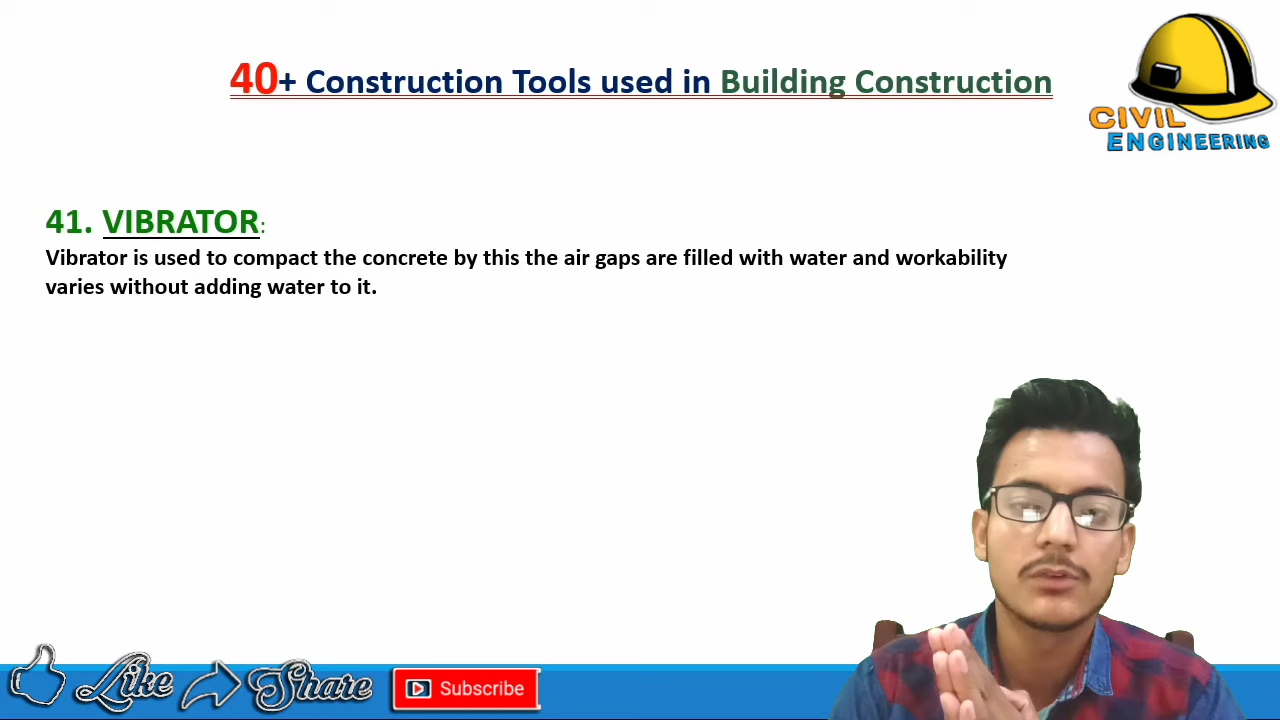 40+ Construction Tools used in Building Construction
CIVIL
ENGINEERING
41. VIBRATOR:
Vibrator is used to compact the concrete by this the air gaps are filled with water and workability
varies without adding water to it.
Like Share Subscribe